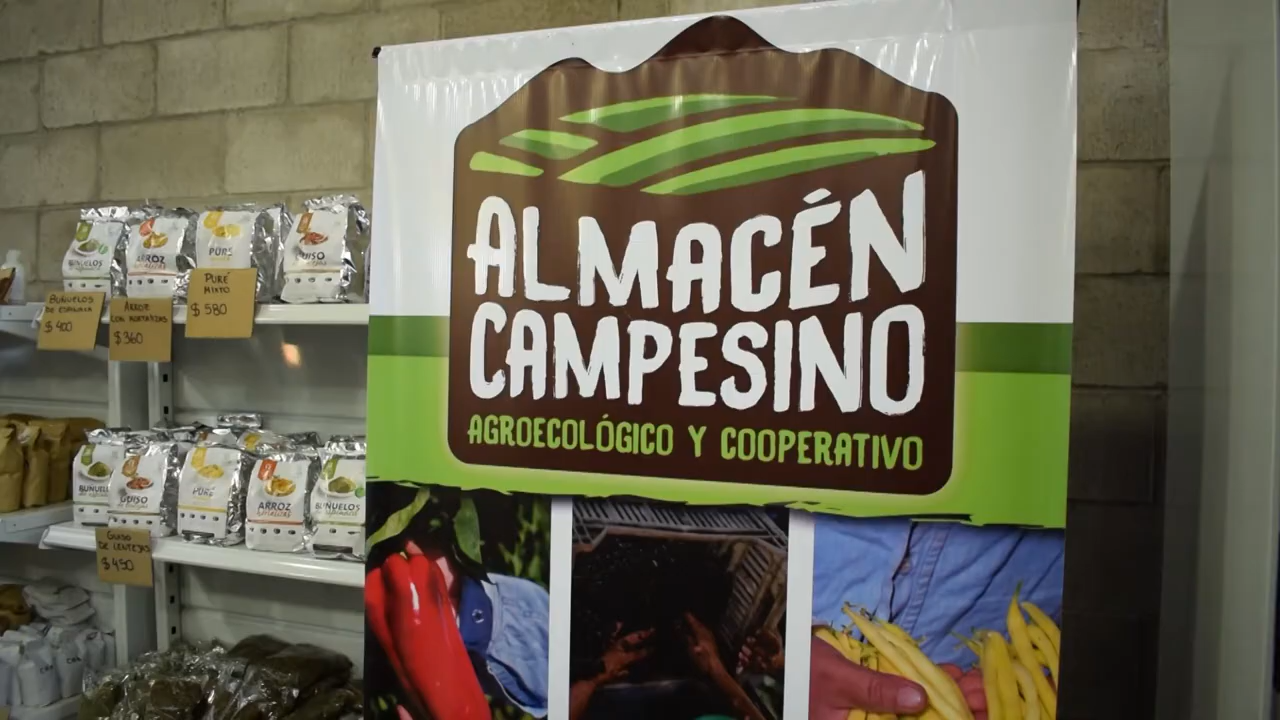 ALMACÉN
CAMPESINO
AGROECOLÓGICO Y COOPERATIVO
BUÑUELOS
ARROZ
PURÉ
GUISO
BUÑUELOS
DE ESPINACA
$ 400
ARROZ
CON HORTALIZAS
$ 360
PURÉ
MIXTO
$ 580
BUÑUELOS
GUISO
PURÉ
ARROZ
BUÑUELOS
GUISO
DE LENTEJAS
$ 450